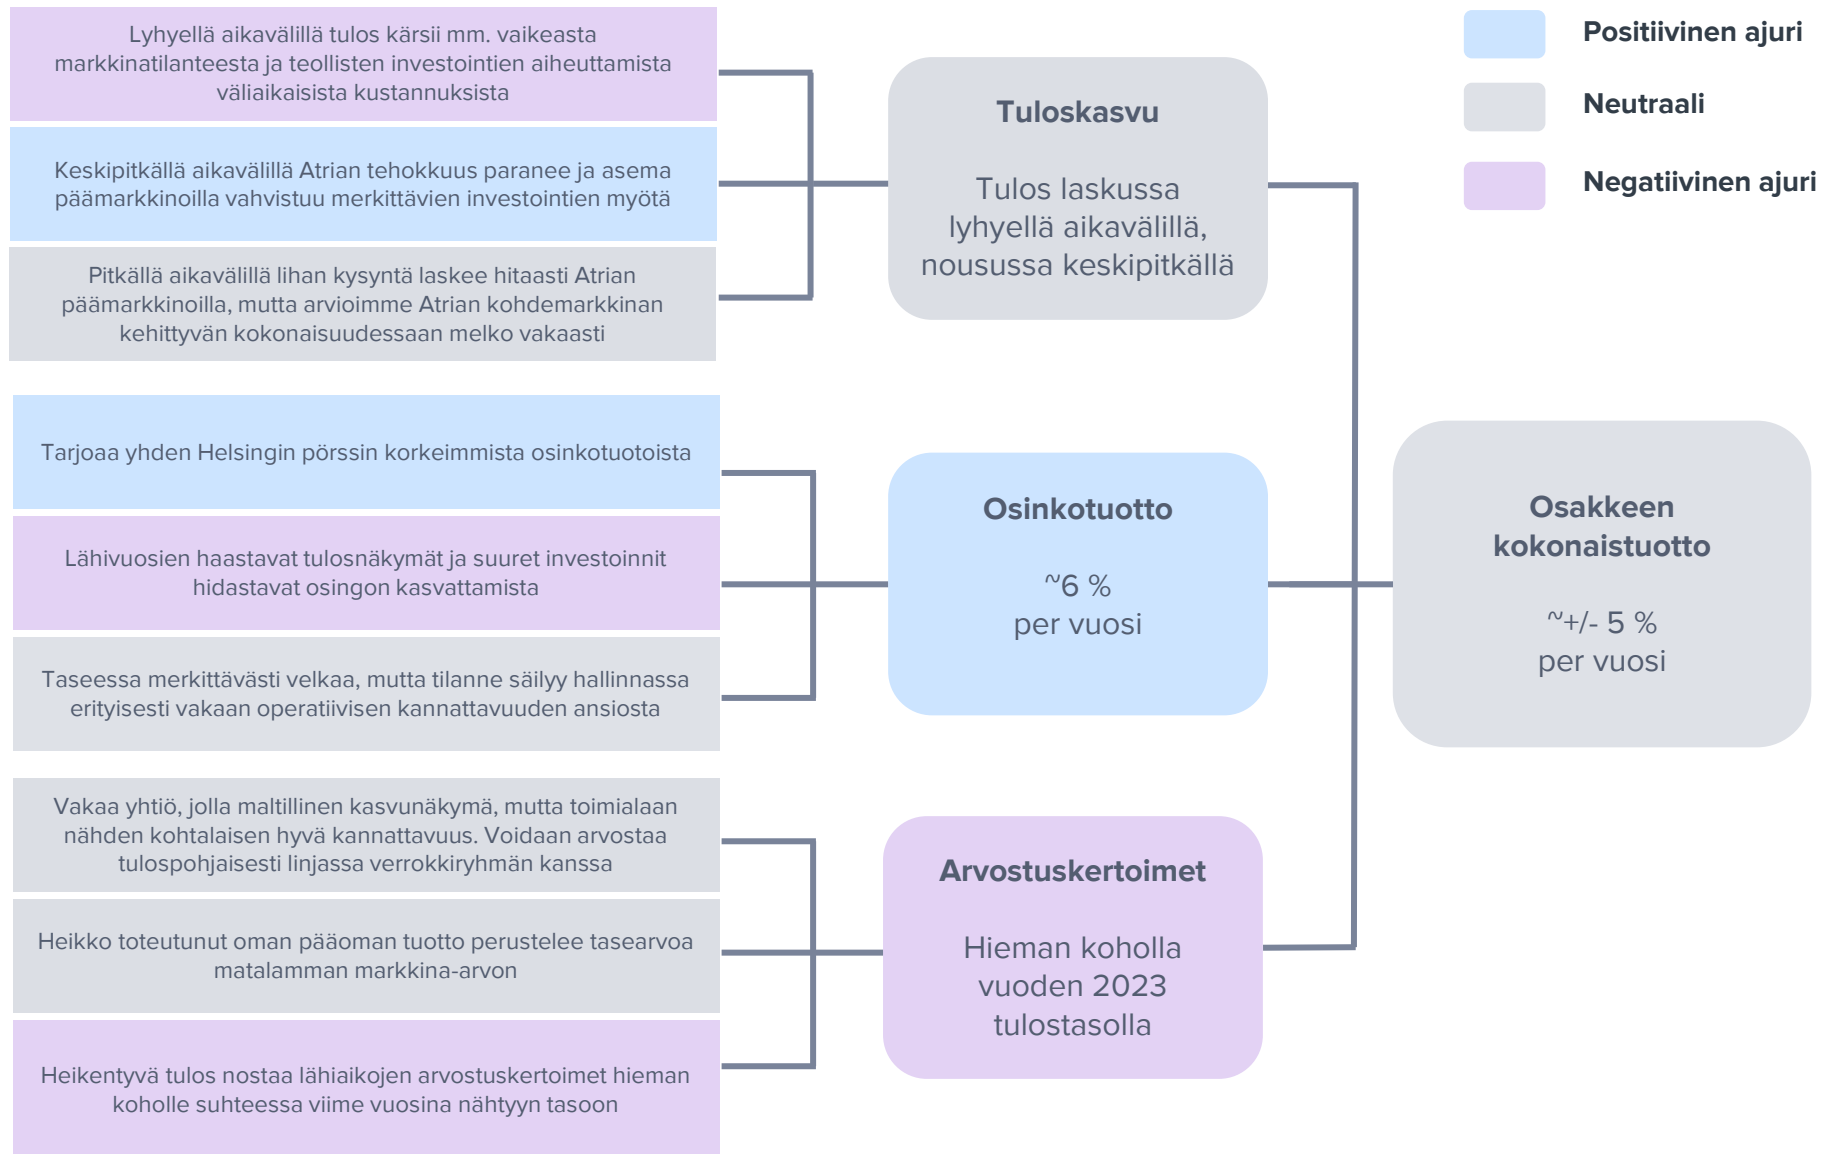 Lyhyellä aikavälillä tulos kärsii mm. vaikeasta
markkinatilanteesta ja teollisten investointien aiheuttamista
väliaikaisista kustannuksista
Keskipitkällä aikavälillä Atrian tehokkuus paranee ja asema
päämarkkinoilla vahvistuu merkittävien investointien myötä
Pitkällä aikavälillä lihan kysyntä laskee hitaasti Atrian
päämarkkinoilla, mutta arvioimme Atrian kohdemarkkinan
kehittyvän kokonaisuudessaan melko vakaasti
Tuloskasvu
Tulos laskussa
lyhyellä aikavälillä,
nousussa keskipitkällä
Positiivinen ajuri
Neutraali
Negatiivinen ajuri
Tarjoaa yhden Helsingin pörssin korkeimmista osinkotuotoista
Lähivuosien haastavat tulosnäkymät ja suuret investoinnit
hidastavat osingon kasvattamista
Taseessa merkittävästi velkaa, mutta tilanne säilyy hallinnassa
erityisesti vakaan operatiivisen kannattavuuden ansiosta
Osinkotuotto
~6 %
per vuosi
Osakkeen
kokonaistuotto
~+/- 5 %
per vuosi
Vakaa yhtiö, jolla maltillinen kasvunäkymä, mutta toimialaan
nähden kohtalaisen hyvä kannattavuus. Voidaan arvostaa
tulospohjaisesti linjassa verrokkiryhmän kanssa
Heikko toteutunut oman pääoman tuotto perustelee tasearvoa
matalamman markkina-arvon
Heikentyvä tulos nostaa lähiaikojen arvostuskertoimet hieman
koholle suhteessa viime vuosina nähtyyn tasoon
Arvostuskertoimet
Hieman koholla
vuoden 2023
tulostasolla